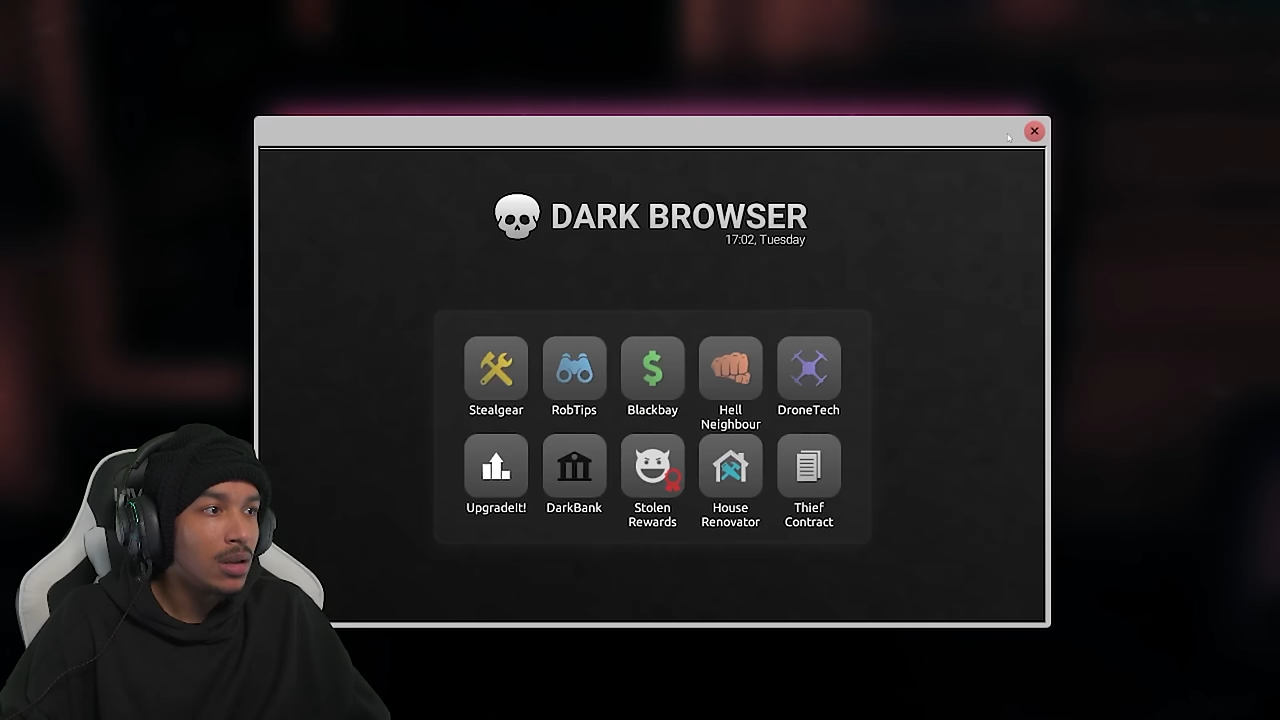 DARK BROWSER
17:02, Tuesday
Stealgear
RobTips
Blackbay
Hell
Neighbour
DroneTech
UpgradeIt!
DarkBank
Stolen
Rewards
House
Renovator
Thief
Contract